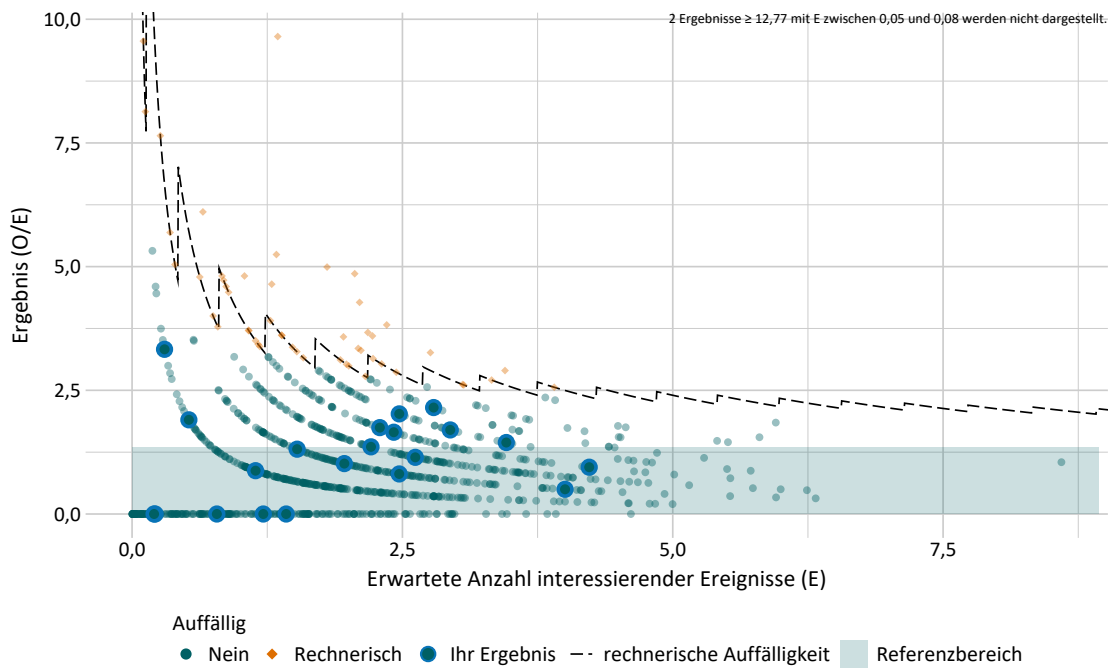 2 Ergebnisse ≥ 12,77 mit E zwischen 0,05 und 0,08 werden nicht dargestellt.
10,0
7,5
5,0
2,5
0,0
Ergebnis (O/E)
0,0 2,5 5,0 7,5
Erwartete Anzahl interessierender Ereignisse (E)
Auffällig
Nein Rechnerisch Ihr Ergebnis rechnerische Auffälligkeit Referenzbereich